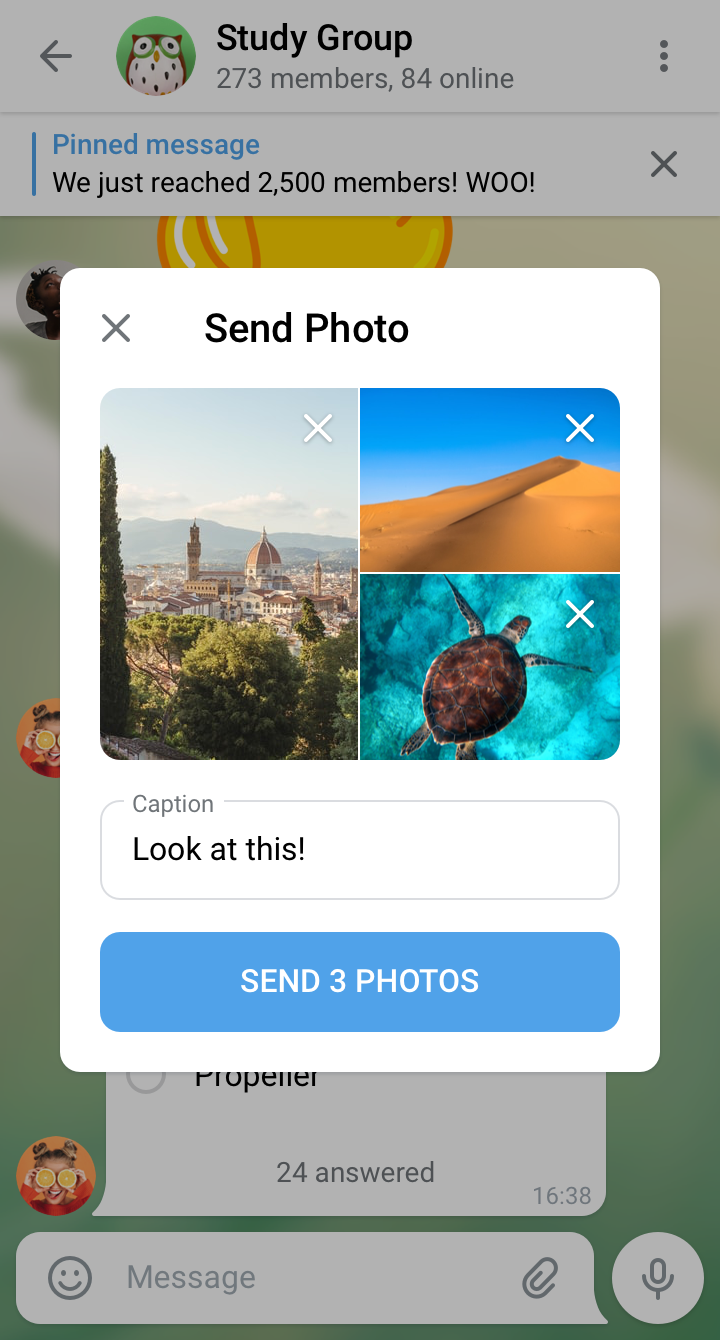 Study Group
273 members, 84 online
Pinned message
We just reached 2,500 members! WOO!
Send Photo
Caption
Look at this!
SEND 3 PHOTOS
Propeller
24 answered
16:38
Message